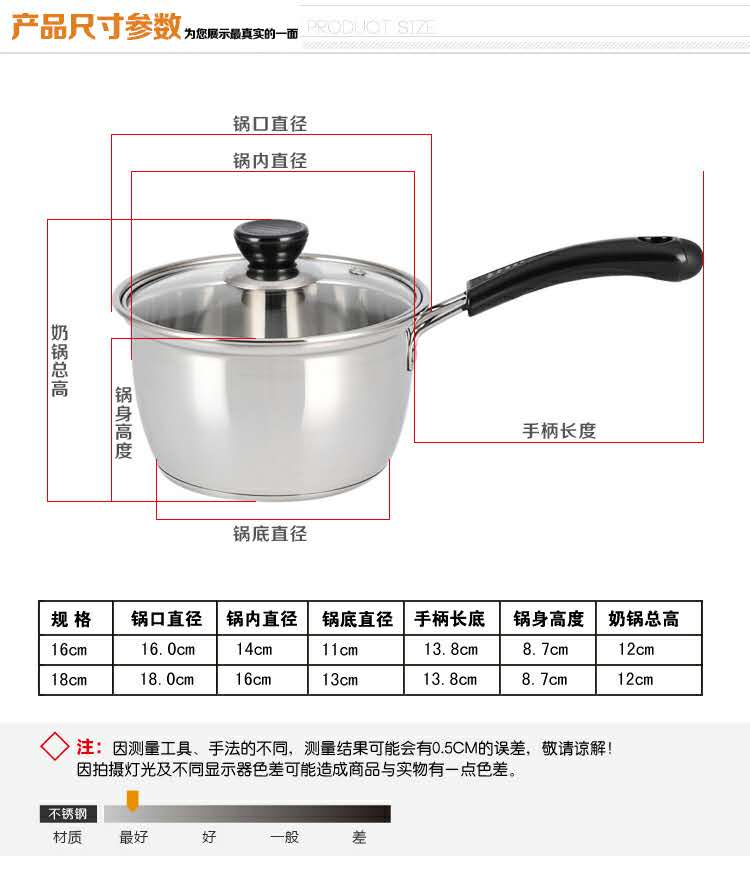 产品尺寸参数 为您展示最真实的一面 PRODUCT SIZE
锅口直径
锅内直径
奶锅总高
锅身高度
手柄长度
锅底直径
规格 锅口直径 锅内直径 锅底直径 手柄长底 锅身高度 奶锅总高
16cm 16.0cm 14cm 11cm 13.8cm 8.7cm 12cm
18cm 18.0cm 16cm 13cm 13.8cm 8.7cm 12cm
注：因测量工具、手法的不同，测量结果可能会有0.5CM的误差，敬请谅解！
因拍摄灯光及不同显示器色差可能造成商品与实物有一点色差。
不锈钢
材质 最好 好 一般 差